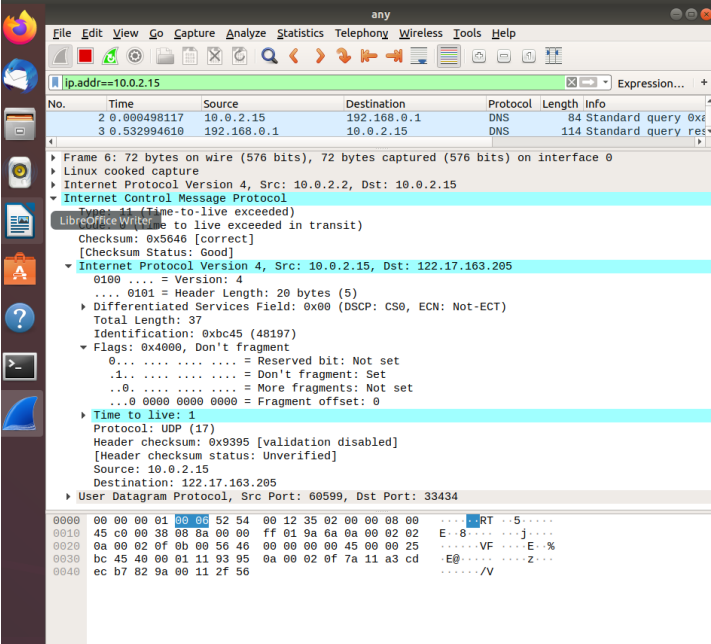 any
File Edit View Go Capture Analyze Statistics Telephony Wireless Tools Help
ip.addr==10.0.2.15 Expression... +
No. Time Source Destination Protocol Length Info
2 0.000498117 10.0.2.15 192.168.0.1 DNS 84 Standard query 0xa
3 0.532994610 192.168.0.1 10.0.2.15 DNS 114 Standard query res
Frame 6: 72 bytes on wire (576 bits), 72 bytes captured (576 bits) on interface 0
Linux cooked capture
Internet Protocol Version 4, Src: 10.0.2.2, Dst: 10.0.2.15
Internet Control Message Protocol
Type: 11 (Time-to-live exceeded)
LibreOffice Writer
Code: 0 (Time to live exceeded in transit)
Checksum: 0x5646 [correct]
[Checksum Status: Good]
Internet Protocol Version 4, Src: 10.0.2.15, Dst: 122.17.163.205
0100 .... = Version: 4
.... 0101 = Header Length: 20 bytes (5)
Differentiated Services Field: 0x00 (DSCP: CS0, ECN: Not-ECT)
Total Length: 37
Identification: 0xbc45 (48197)
Flags: 0x4000, Don't fragment
0... .... .... .... = Reserved bit: Not set
.1.. .... .... .... = Don't fragment: Set
..0. .... .... .... = More fragments: Not set
...0 0000 0000 0000 = Fragment offset: 0
Time to live: 1
Protocol: UDP (17)
Header checksum: 0x9395 [validation disabled]
[Header checksum status: Unverified]
Source: 10.0.2.15
Destination: 122.17.163.205
User Datagram Protocol, Src Port: 60599, Dst Port: 33434
0000 00 00 00 01 00 06 52 54 00 12 35 02 00 00 08 00 ······RT ··5·····
0010 45 c0 00 38 08 8a 00 00 ff 01 9a 6a 0a 00 02 02 E··8···· ···j····
0020 0a 00 02 0f 0b 00 56 46 00 00 00 00 45 00 00 25 ······VF ····E··%
0030 bc 45 40 00 01 11 93 95 0a 00 02 0f 7a 11 a3 cd ·E@····· ····z···
0040 ec b7 82 9a 00 11 2f 56 ······/V